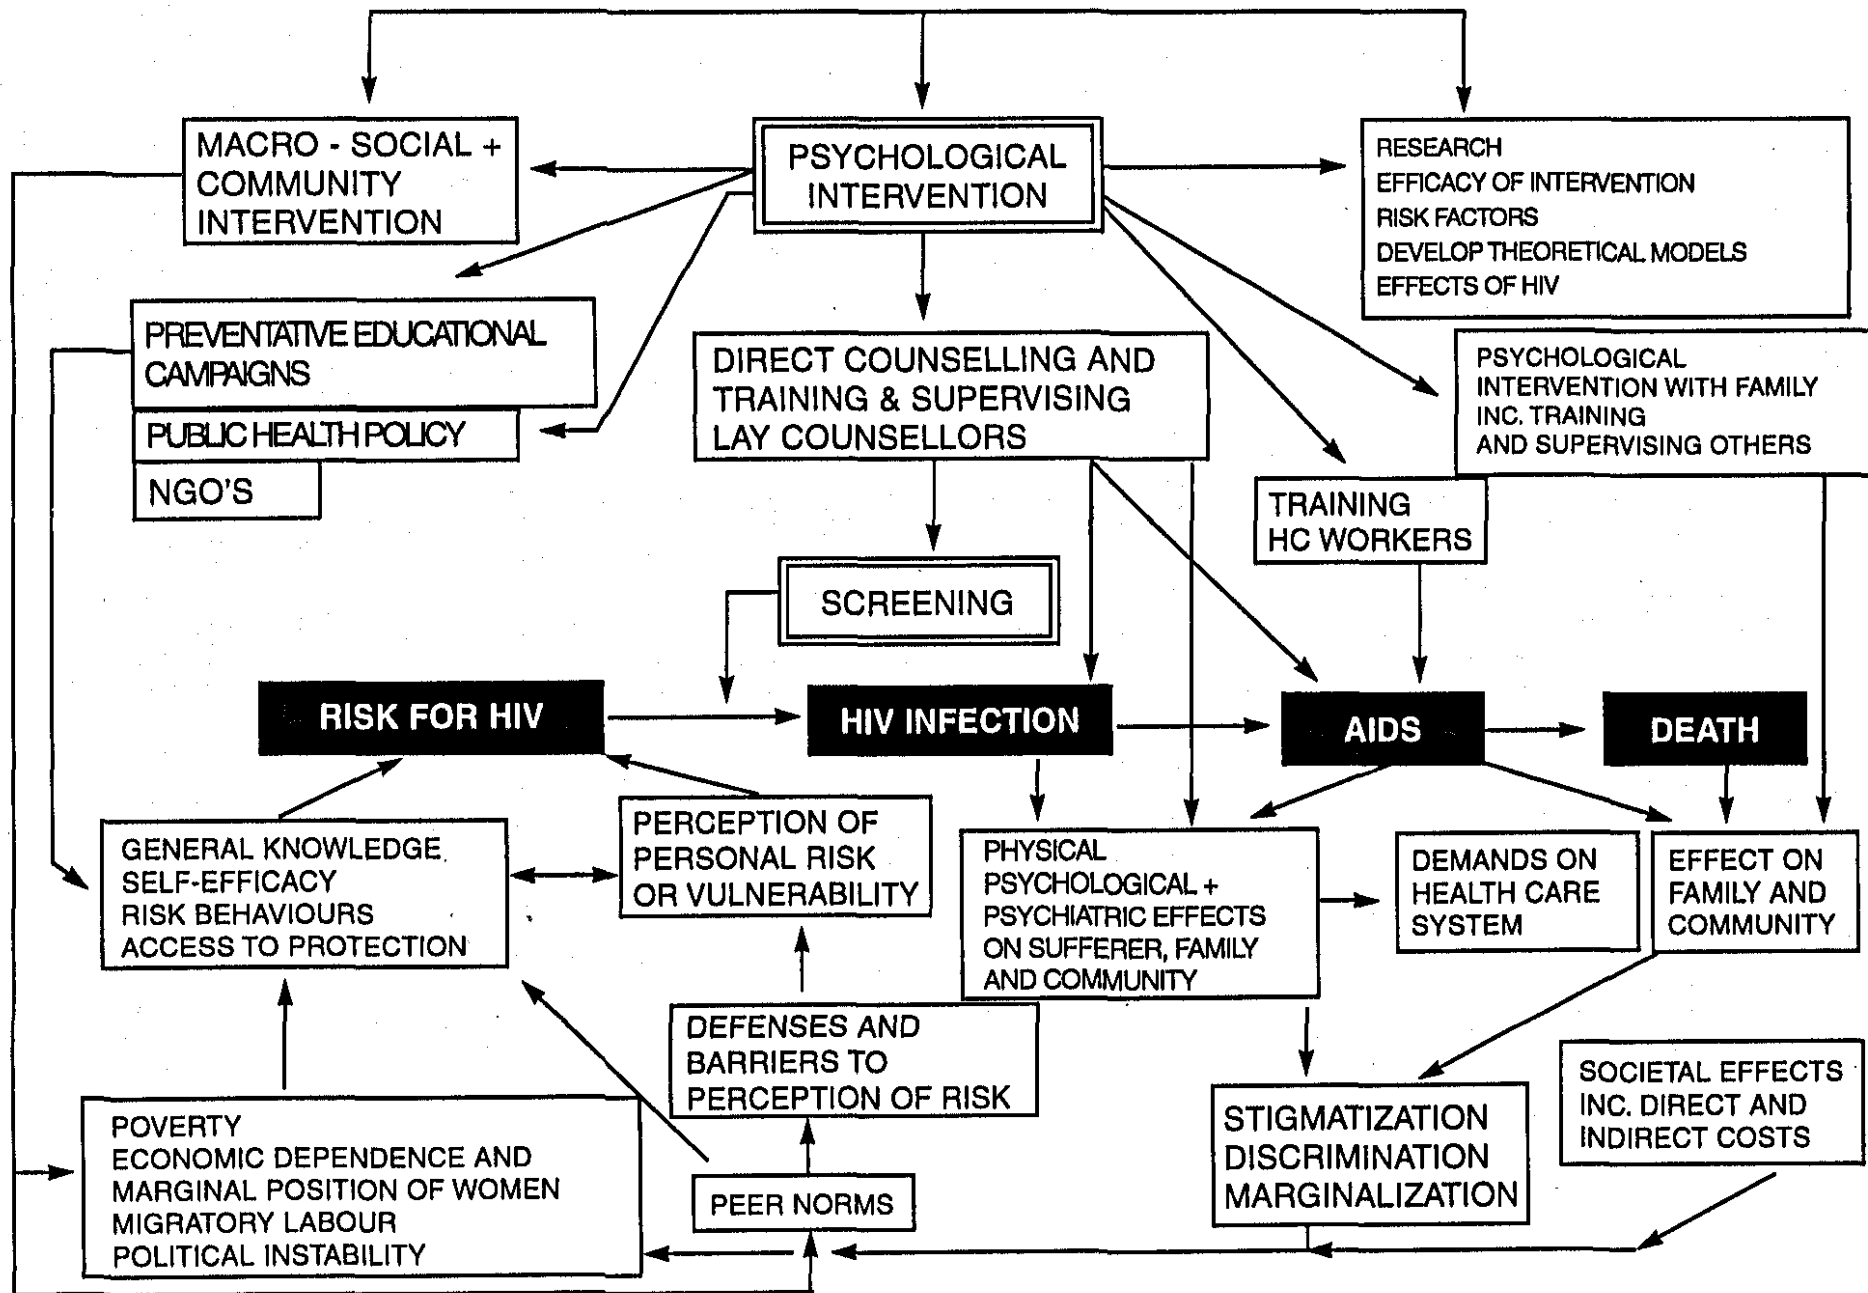 MACRO - SOCIAL +
COMMUNITY
INTERVENTION
PSYCHOLOGICAL
INTERVENTION
RESEARCH
EFFICACY OF INTERVENTION
RISK FACTORS
DEVELOP THEORETICAL MODELS
EFFECTS OF HIV
PREVENTATIVE EDUCATIONAL
CAMPAIGNS
PUBLIC HEALTH POLICY
NGO'S
DIRECT COUNSELLING AND
TRAINING & SUPERVISING
LAY COUNSELLORS
PSYCHOLOGICAL
INTERVENTION WITH FAMILY
INC. TRAINING
AND SUPERVISING OTHERS
TRAINING
HC WORKERS
SCREENING
RISK FOR HIV
HIV INFECTION
AIDS
DEATH
GENERAL KNOWLEDGE
SELF-EFFICACY
RISK BEHAVIOURS
ACCESS TO PROTECTION
PERCEPTION OF
PERSONAL RISK
OR VULNERABILITY
PHYSICAL
PSYCHOLOGICAL +
PSYCHIATRIC EFFECTS
ON SUFFERER, FAMILY
AND COMMUNITY
DEMANDS ON
HEALTH CARE
SYSTEM
EFFECT ON
FAMILY AND
COMMUNITY
DEFENSES AND
BARRIERS TO
PERCEPTION OF RISK
POVERTY
ECONOMIC DEPENDENCE AND
MARGINAL POSITION OF WOMEN
MIGRATORY LABOUR
POLITICAL INSTABILITY
PEER NORMS
STIGMATIZATION
DISCRIMINATION
MARGINALIZATION
SOCIETAL EFFECTS
INC. DIRECT AND
INDIRECT COSTS